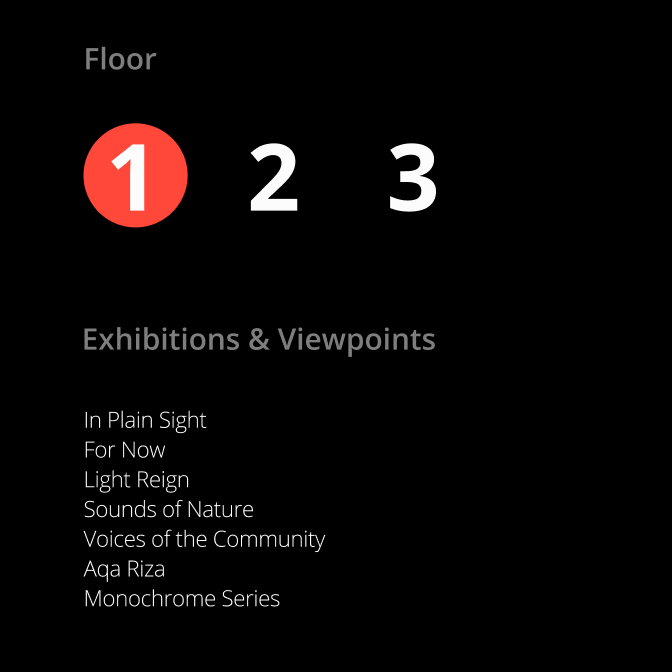 Floor
1 2 3
Exhibitions & Viewpoints
In Plain Sight
For Now
Light Reign
Sounds of Nature
Voices of the Community
Aqa Riza
Monochrome Series